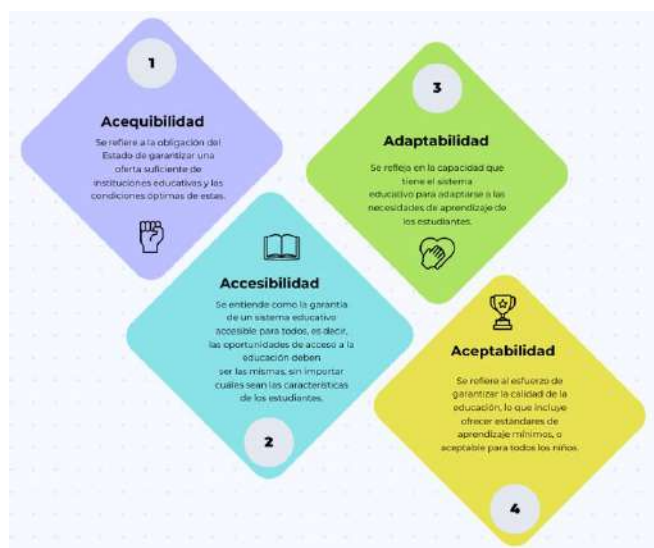 1
Acequibilidad
Se refiere a la obligación del
Estado de garantizar una
oferta suficiente de
instituciones educativas y las
condiciones óptimas de estas.
Accesibilidad
Se entiende como la garantía
de un sistema educativo
accesible para todos, es decir,
las oportunidades de acceso a la
educación deben
ser las mismas, sin importar
cuáles sean las características
de los estudiantes.
2
3
Adaptabilidad
Se refleja en la capacidad que
tiene el sistema
educativo para adaptarse a las
necesidades de aprendizaje de
los estudiantes.
Aceptabilidad
Se refiere al esfuerzo de
garantizar la calidad de la
educación, lo que incluye
ofrecer estándares de
aprendizaje mínimos, o
aceptable para todos los niños.
4